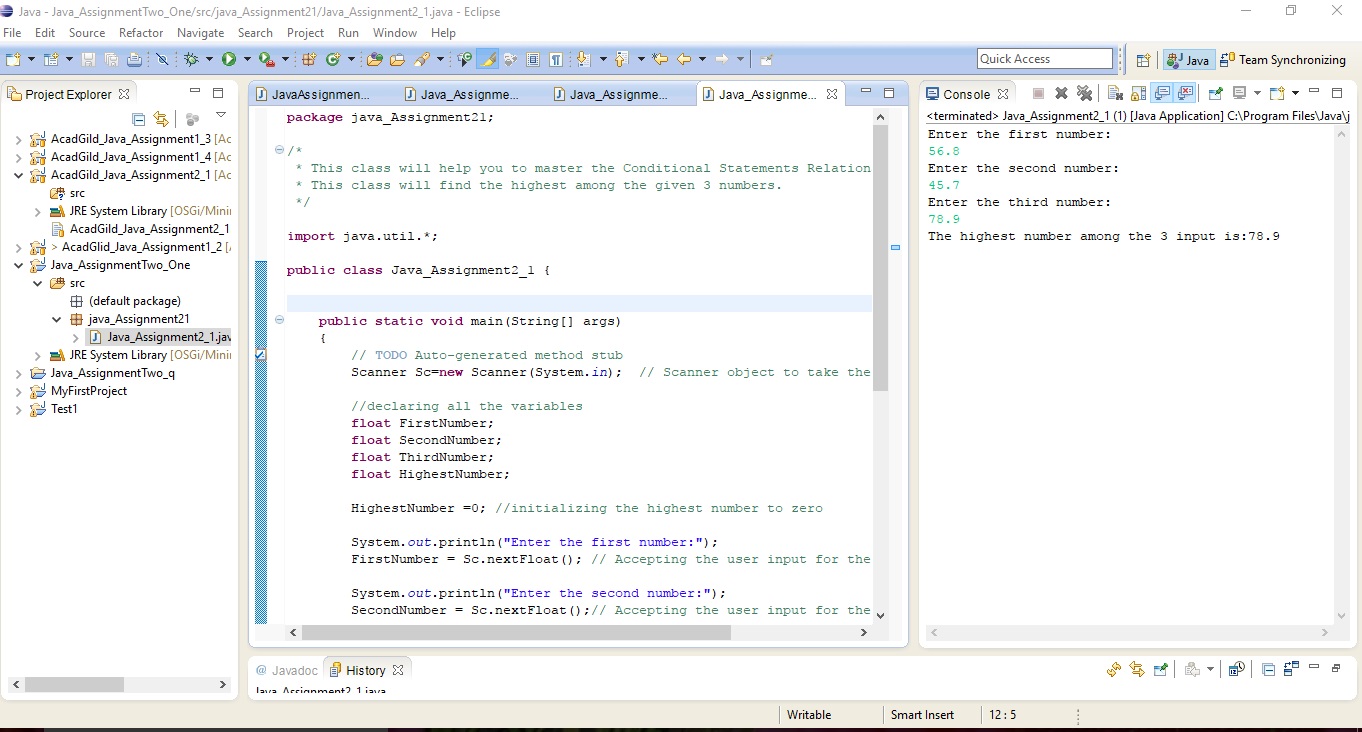 Java - Java_AssignmentTwo_One/src/java_Assignment21/Java_Assignment2_1.java - Eclipse
File Edit Source Refactor Navigate Search Project Run Window Help
Quick Access
Java
Team Synchronizing
Project Explorer
AcadGild_Java_Assignment1_3 [Ac
AcadGild_Java_Assignment1_4 [Ac
AcadGild_Java_Assignment2_1 [Ac
src
JRE System Library [OSGi/Mini
AcadGild_Java_Assignment2_1
> AcadGlid_Java_Assignment1_2 [
Java_AssignmentTwo_One
src
(default package)
java_Assignment21
Java_Assignment2_1.jav
JRE System Library [OSGi/Mini
Java_AssignmentTwo_q
MyFirstProject
Test1
JavaAssignmen... Java_Assignme... Java_Assignme... Java_Assignme...
package java_Assignment21;
/*
* This class will help you to master the Conditional Statements Relation
* This class will find the highest among the given 3 numbers.
*/
import java.util.*;
public class Java_Assignment2_1 {
public static void main(String[] args)
{
// TODO Auto-generated method stub
Scanner Sc=new Scanner(System.in); // Scanner object to take the
//declaring all the variables
float FirstNumber;
float SecondNumber;
float ThirdNumber;
float HighestNumber;
HighestNumber =0; //initializing the highest number to zero
System.out.println("Enter the first number:");
FirstNumber = Sc.nextFloat(); // Accepting the user input for the
System.out.println("Enter the second number:");
SecondNumber = Sc.nextFloat();// Accepting the user input for the
Console
<terminated> Java_Assignment2_1 (1) [Java Application] C:\Program Files\Java\j
Enter the first number:
56.8
Enter the second number:
45.7
Enter the third number:
78.9
The highest number among the 3 input is:78.9
@ Javadoc History
Java_Assignment2_1.java
Writable Smart Insert 12 : 5